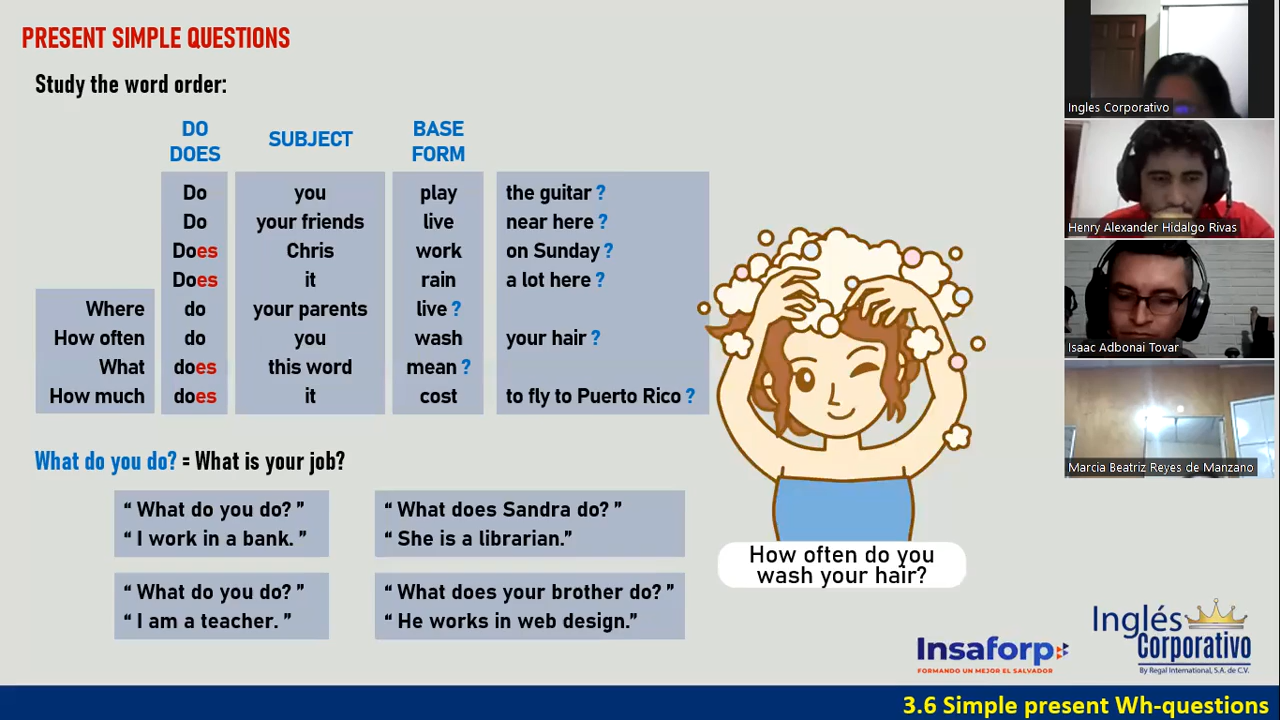 PRESENT SIMPLE QUESTIONS
Study the word order:
DO DOES
SUBJECT
BASE FORM
Do you play the guitar ?
Do your friends live near here ?
Does Chris work on Sunday ?
Does it rain a lot here ?
Where do your parents live ?
How often do you wash your hair ?
What does this word mean ?
How much does it cost to fly to Puerto Rico ?
What do you do? = What is your job?
“ What do you do? ”
“ I work in a bank. ”
“ What does Sandra do? ”
“ She is a librarian.”
“ What do you do? ”
“ I am a teacher. ”
“ What does your brother do? ”
“ He works in web design.”
How often do you
wash your hair?
Insaforp
FORMANDO UN MEJOR EL SALVADOR
Inglés
Corporativo
By Regal International, S.A. de C.V.
3.6 Simple present Wh-questions
Ingles Corporativo
Henry Alexander Hidalgo Rivas
Isaac Adbonai Tovar
Marcia Beatriz Reyes de Manzano